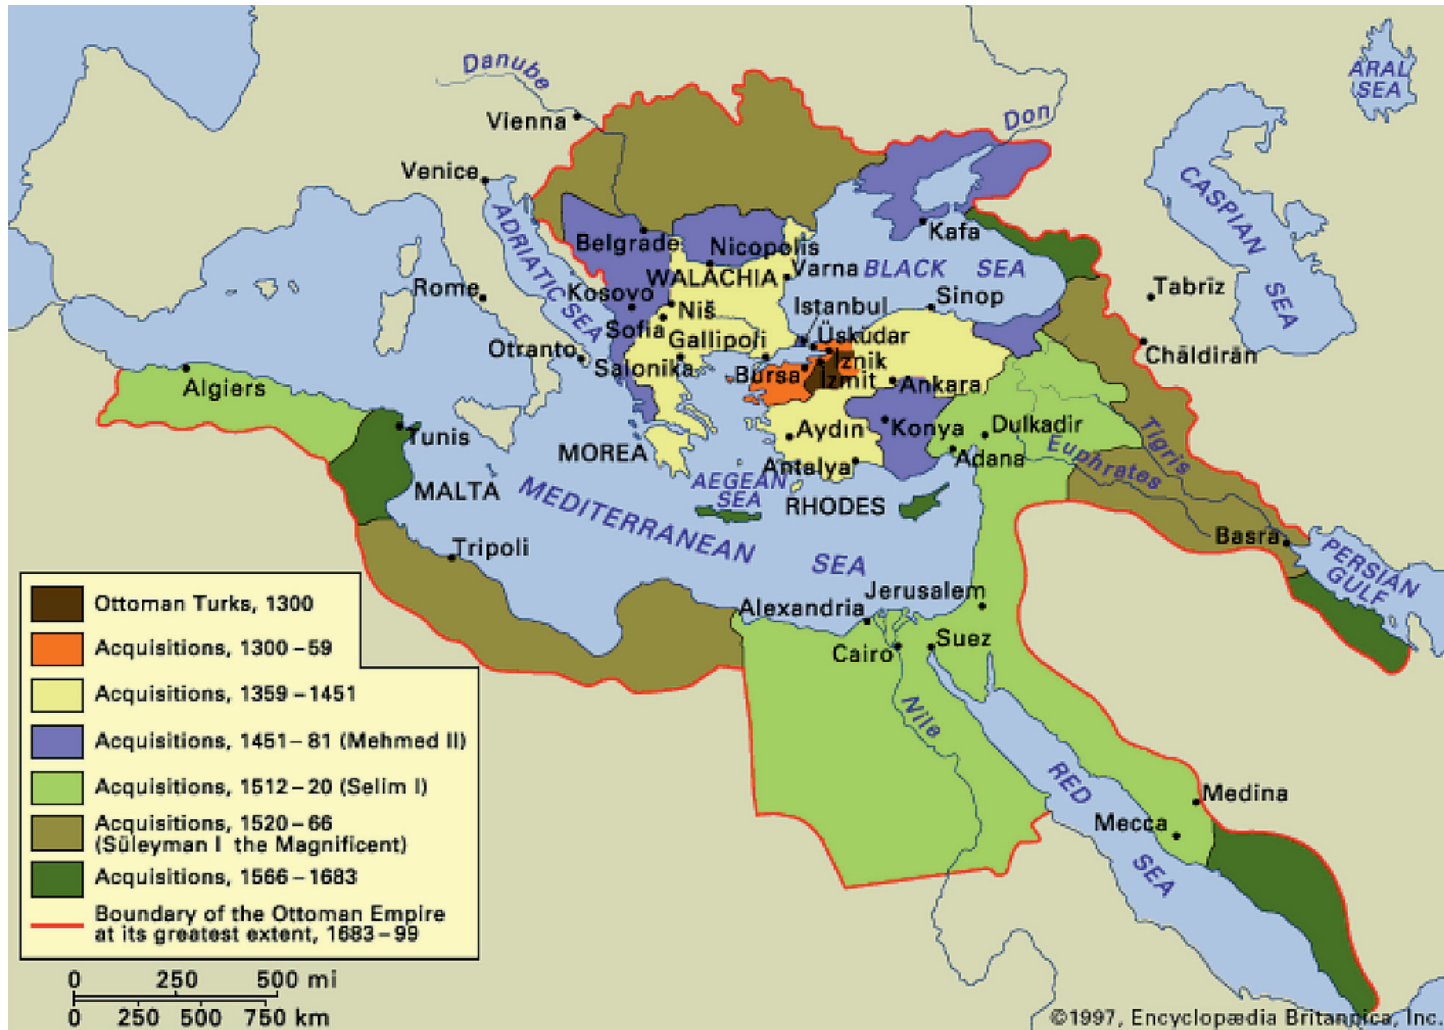 Danube
Vienna
Don
ARAL
SEA
Venice
ADRIATIC SEA
CASPIAN
SEA
Belgrade
Nicopolis
Kafa
WALACHIA
Varna
BLACK SEA
Rome
Kosovo
Niš
Istanbul
Sinop
Tabrīz
Sofia
Gallipoli
Üsküdar
Otranto
Salonika
Bursa
İznik
İzmit
Ankara
Chāldirān
Algiers
Tunis
MOREA
Aydın
Konya
Dulkadir
Tigris
Antalya
Adana
Euphrates
MALTA
AEGEAN
SEA
RHODES
MEDITERRANEAN SEA
Basra
Tripoli
PERSIAN
GULF
Jerusalem
Alexandria
Cairo
Suez
Nile
RED
SEA
Medina
Mecca
Ottoman Turks, 1300
Acquisitions, 1300–59
Acquisitions, 1359–1451
Acquisitions, 1451–81 (Mehmed II)
Acquisitions, 1512–20 (Selim I)
Acquisitions, 1520–66
(Süleyman I the Magnificent)
Acquisitions, 1566–1683
Boundary of the Ottoman Empire
at its greatest extent, 1683–99
0 250 500 mi
0 250 500 750 km
©1997, Encyclopædia Britannica, Inc.